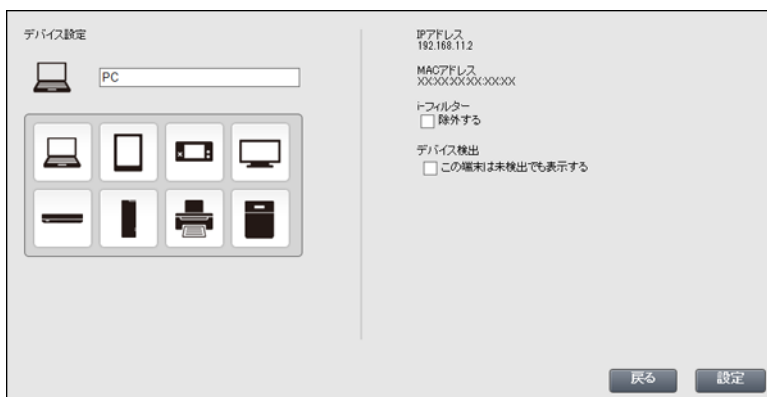 デバイス設定
PC
IPアドレス
192.168.11.2
MACアドレス
XX:XX:XX:XX:XX:XX
i-フィルター
除外する
デバイス検出
この端末は未検出でも表示する
戻る
設定